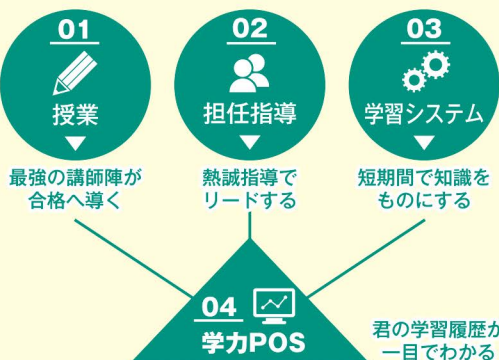 01
授業
最強の講師陣が
合格へ導く
02
担任指導
熱誠指導で
リードする
03
学習システム
短期間で知識を
ものにする
04
学力POS
君の学習履歴が
一目でわかる